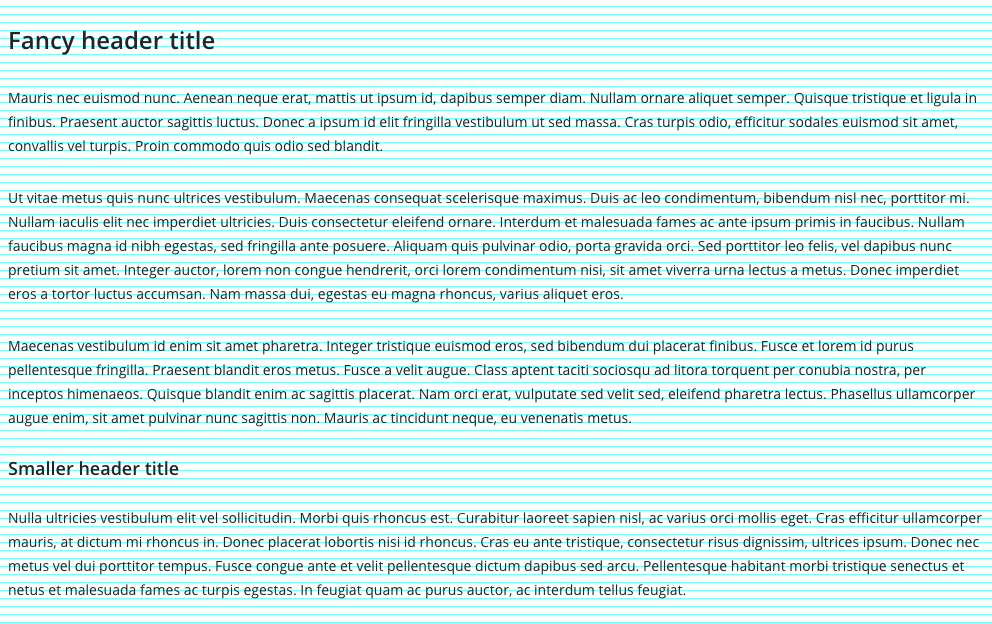 Fancy header title
Mauris nec euismod nunc. Aenean neque erat, mattis ut ipsum id, dapibus semper diam. Nullam ornare aliquet semper. Quisque tristique et ligula in
finibus. Praesent auctor sagittis luctus. Donec a ipsum id elit fringilla vestibulum ut sed massa. Cras turpis odio, efficitur sodales euismod sit amet,
convallis vel turpis. Proin commodo quis odio sed blandit.
Ut vitae metus quis nunc ultrices vestibulum. Maecenas consequat scelerisque maximus. Duis ac leo condimentum, bibendum nisl nec, porttitor mi.
Nullam iaculis elit nec imperdiet ultricies. Duis consectetur eleifend ornare. Interdum et malesuada fames ac ante ipsum primis in faucibus. Nullam
faucibus magna id nibh egestas, sed fringilla ante posuere. Aliquam quis pulvinar odio, porta gravida orci. Sed porttitor leo felis, vel dapibus nunc
pretium sit amet. Integer auctor, lorem non congue hendrerit, orci lorem condimentum nisi, sit amet viverra urna lectus a metus. Donec imperdiet
eros a tortor luctus accumsan. Nam massa dui, egestas eu magna rhoncus, varius aliquet eros.
Maecenas vestibulum id enim sit amet pharetra. Integer tristique euismod eros, sed bibendum dui placerat finibus. Fusce et lorem id purus
pellentesque fringilla. Praesent blandit eros metus. Fusce a velit augue. Class aptent taciti sociosqu ad litora torquent per conubia nostra, per
inceptos himenaeos. Quisque blandit enim ac sagittis placerat. Nam orci erat, vulputate sed velit sed, eleifend pharetra lectus. Phasellus ullamcorper
augue enim, sit amet pulvinar nunc sagittis non. Mauris ac tincidunt neque, eu venenatis metus.
Smaller header title
Nulla ultricies vestibulum elit vel sollicitudin. Morbi quis rhoncus est. Curabitur laoreet sapien nisl, ac varius orci mollis eget. Cras efficitur ullamcorper
mauris, at dictum mi rhoncus in. Donec placerat lobortis nisi id rhoncus. Cras eu ante tristique, consectetur risus dignissim, ultrices ipsum. Donec nec
metus vel dui porttitor tempus. Fusce congue ante et velit pellentesque dictum dapibus sed arcu. Pellentesque habitant morbi tristique senectus et
netus et malesuada fames ac turpis egestas. In feugiat quam ac purus auctor, ac interdum tellus feugiat.